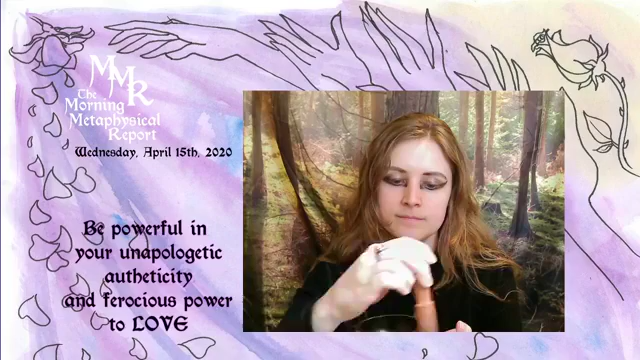 MMR
The
Morning
Metaphysical
Report
Wednesday, April 15th, 2020
Be powerful in
your unapologetic
autheticity
and ferocious power
to LOVE